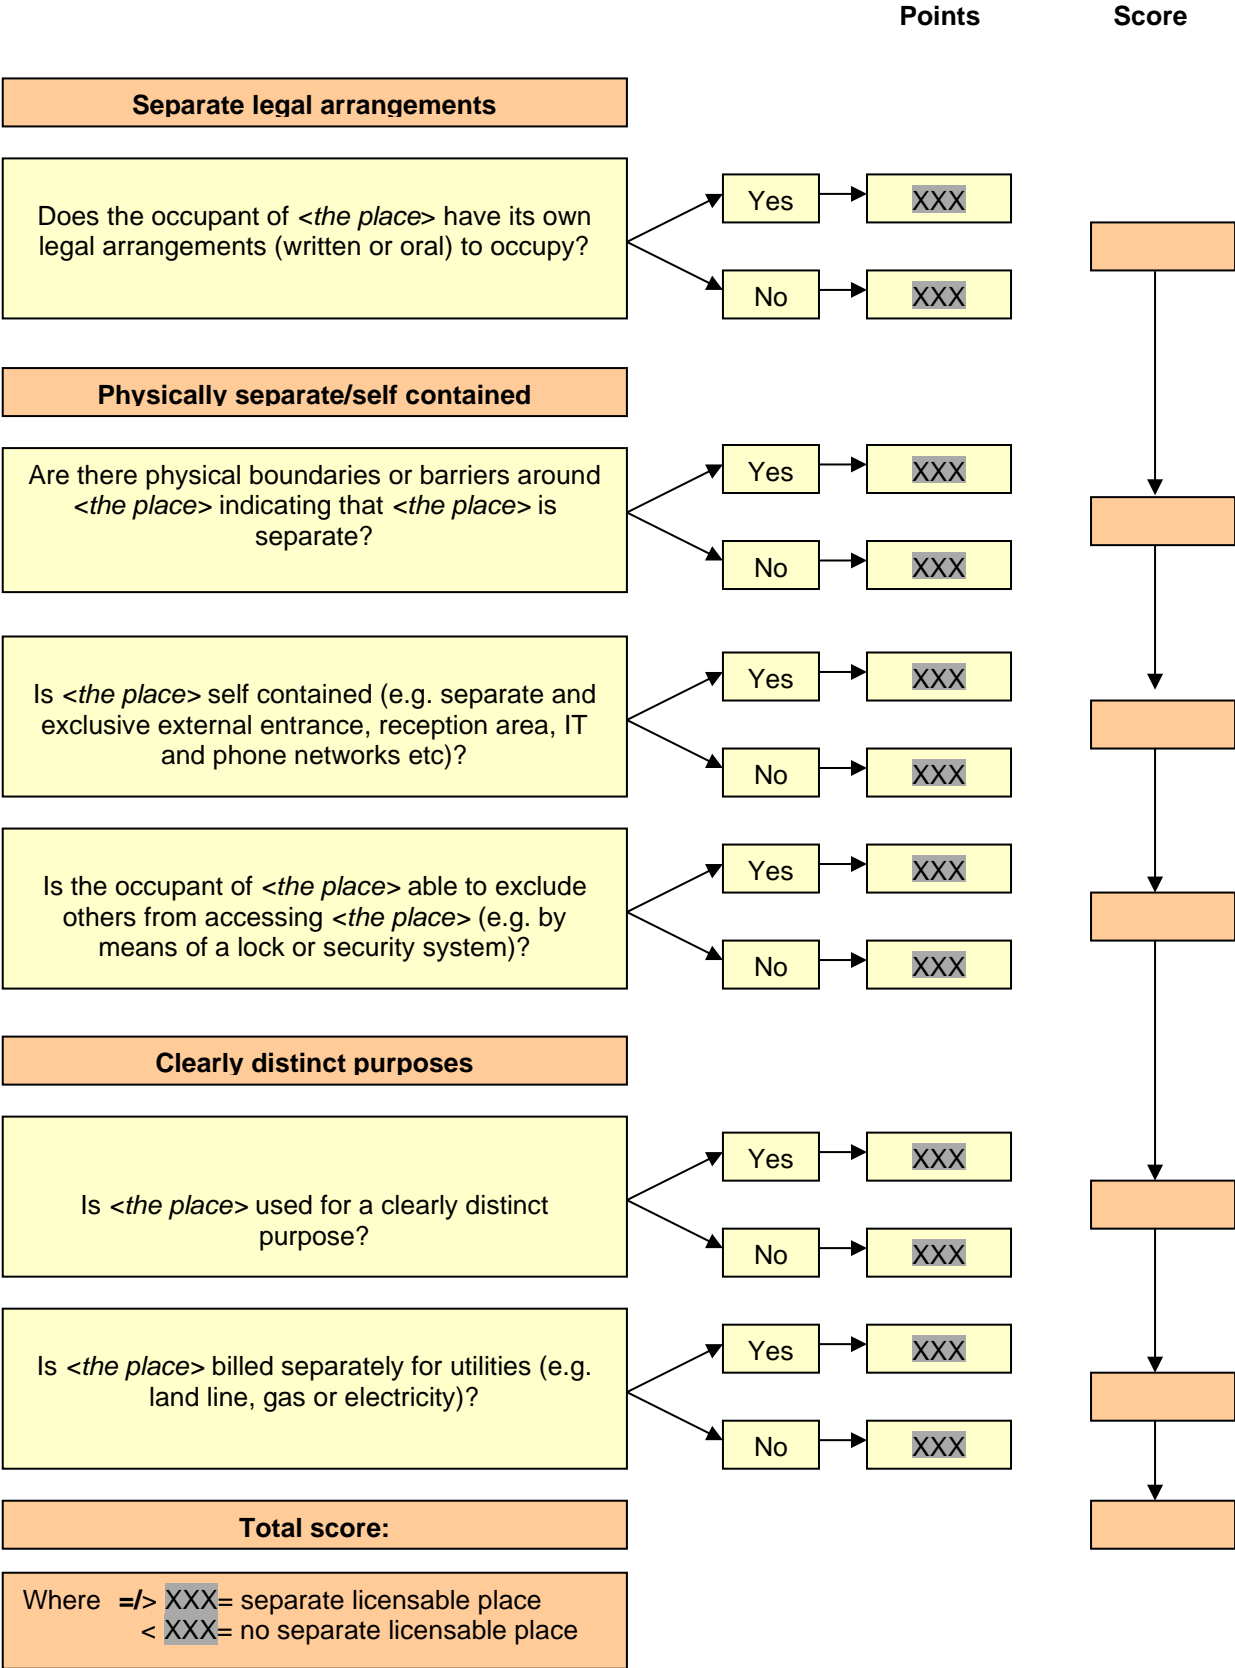 Points Score
Separate legal arrangements
Does the occupant of <the place> have its own
legal arrangements (written or oral) to occupy?
Yes XXX
No XXX
Physically separate/self contained
Are there physical boundaries or barriers around
<the place> indicating that <the place> is
separate?
Yes XXX
No XXX
Is <the place> self contained (e.g. separate and
exclusive external entrance, reception area, IT
and phone networks etc)?
Yes XXX
No XXX
Is the occupant of <the place> able to exclude
others from accessing <the place> (e.g. by
means of a lock or security system)?
Yes XXX
No XXX
Clearly distinct purposes
Is <the place> used for a clearly distinct
purpose?
Yes XXX
No XXX
Is <the place> billed separately for utilities (e.g.
land line, gas or electricity)?
Yes XXX
No XXX
Total score:
Where =/> XXX= separate licensable place
< XXX= no separate licensable place